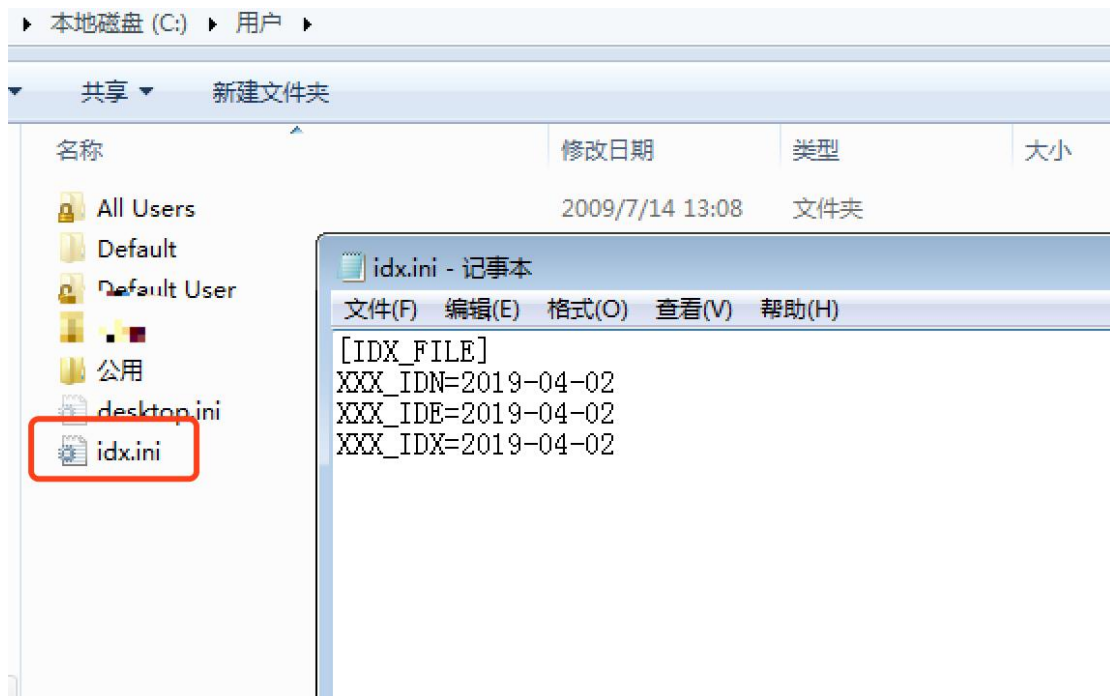 本地磁盘 (C:) 用户
共享 新建文件夹
名称 修改日期 类型 大小
All Users 2009/7/14 13:08 文件夹
Default
Default User
公用
desktop.ini
idx.ini
idx.ini - 记事本
文件(F) 编辑(E) 格式(O) 查看(V) 帮助(H)
[IDX_FILE]
XXX_IDN=2019-04-02
XXX_IDE=2019-04-02
XXX_IDX=2019-04-02